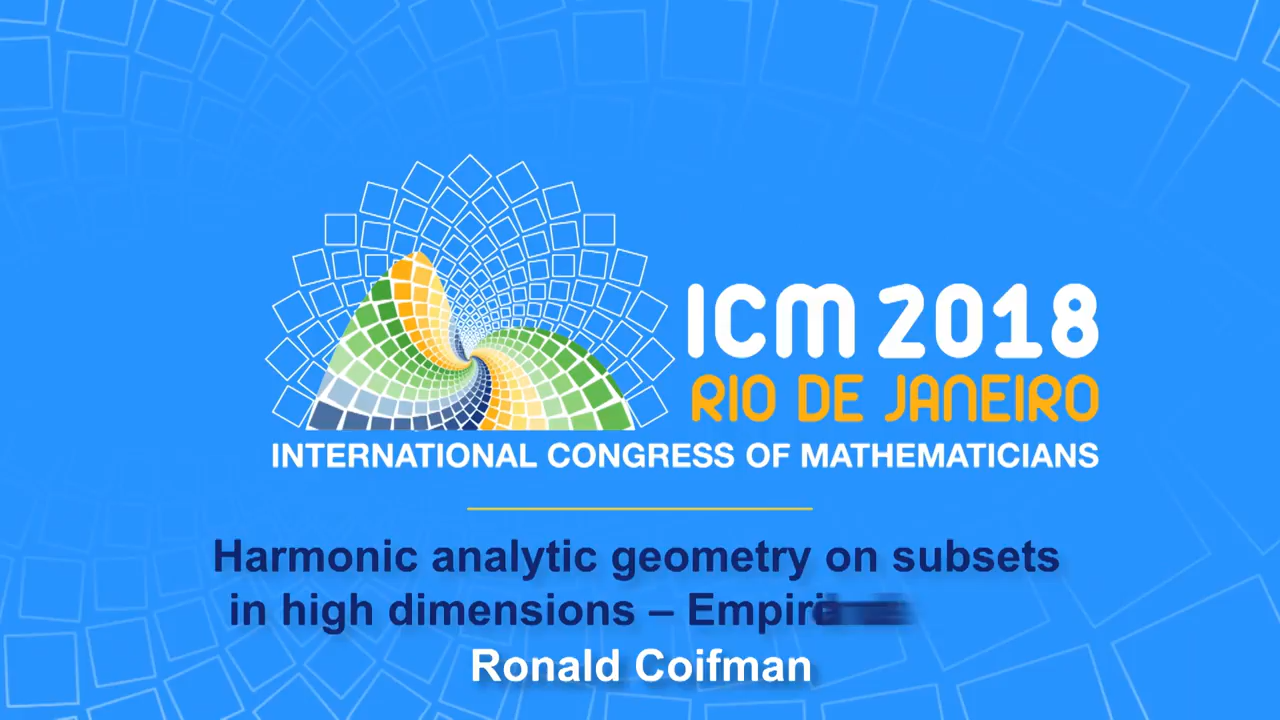 ICM 2018
RIO DE JANEIRO
INTERNATIONAL CONGRESS OF MATHEMATICIANS
Harmonic analytic geometry on subsets
in high dimensions –
Ronald Coifman